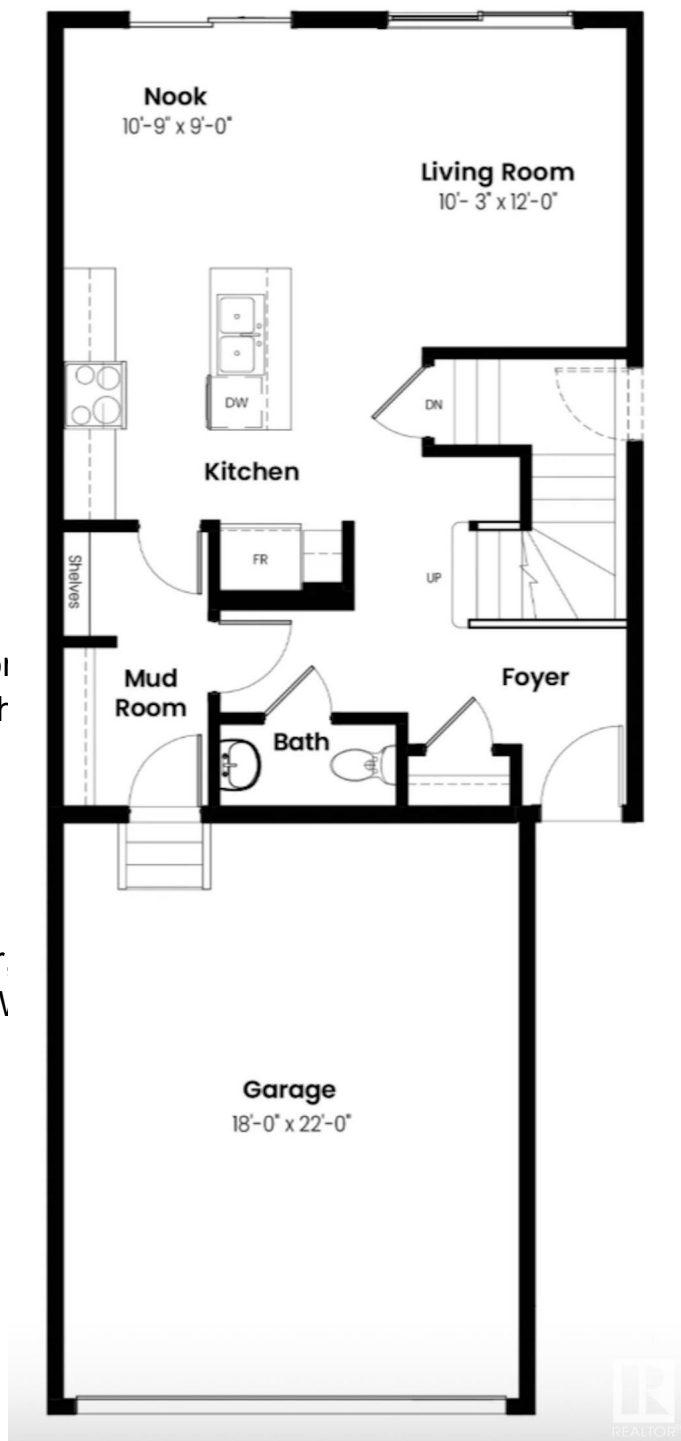 Nook
10'-9" x 9'-0"
Living Room
10'- 3" x 12'-0"
DW
DN
Kitchen
FR
Shelves
UP
Mud
Room
Foyer
Bath
Garage
18'-0" x 22'-0"
R
REALTOR